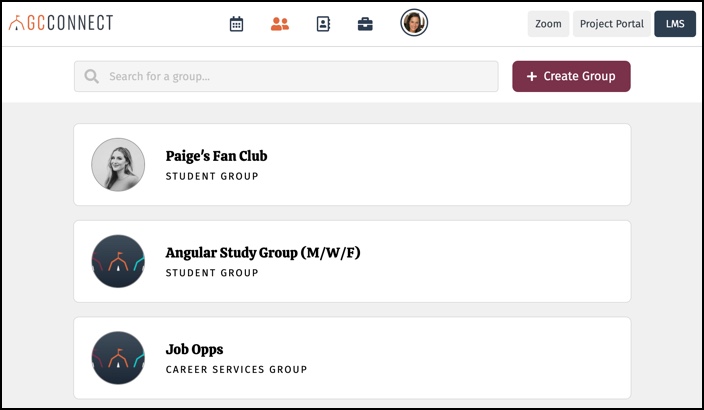 GCCONNECT
Zoom
Project Portal
LMS
Search for a group...
+ Create Group
Paige's Fan Club
STUDENT GROUP
Angular Study Group (M/W/F)
STUDENT GROUP
Job Opps
CAREER SERVICES GROUP